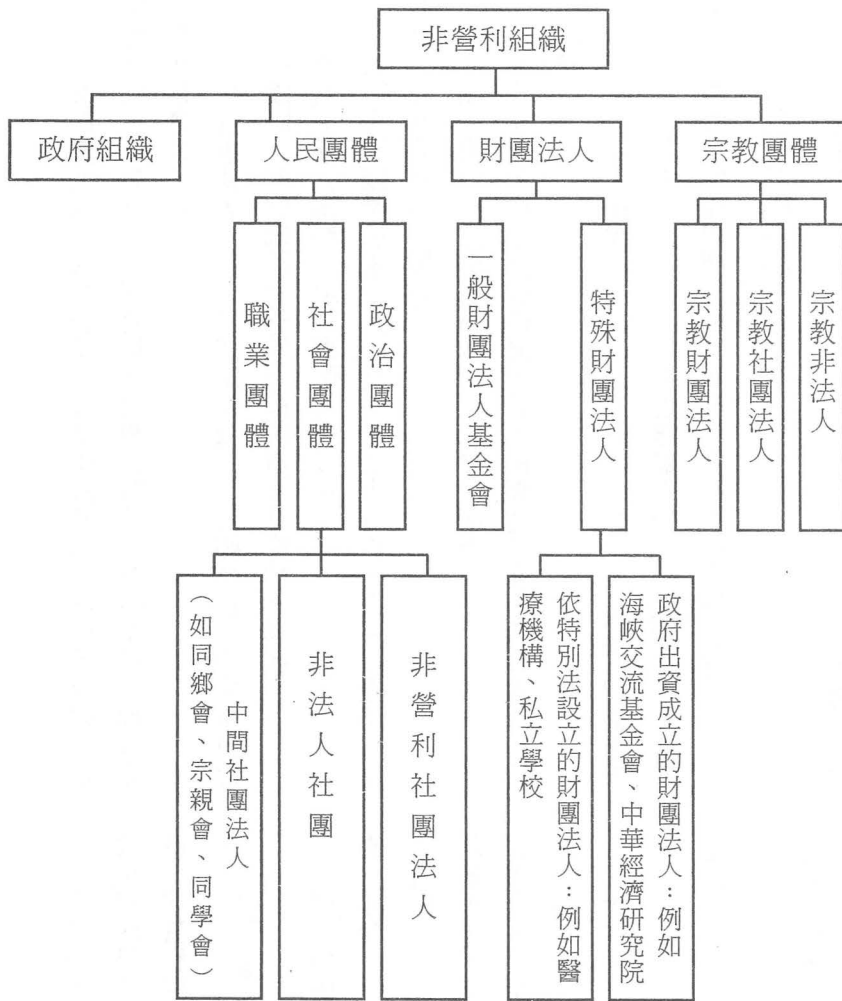 非營利組織
政府組織
人民團體
財團法人
宗教團體
職業團體
社會團體
政治團體
一般財團法人基金會
特殊財團法人
宗教財團法人
宗教社團法人
宗教非法人
中間社團法人
（如同鄉會、宗親會、同學會）
非法人社團
非營利社團法人
依特別法設立的財團法人：例如醫
療機構、私立學校
政府出資成立的財團法人：例如
海峽交流基金會、中華經濟研究院